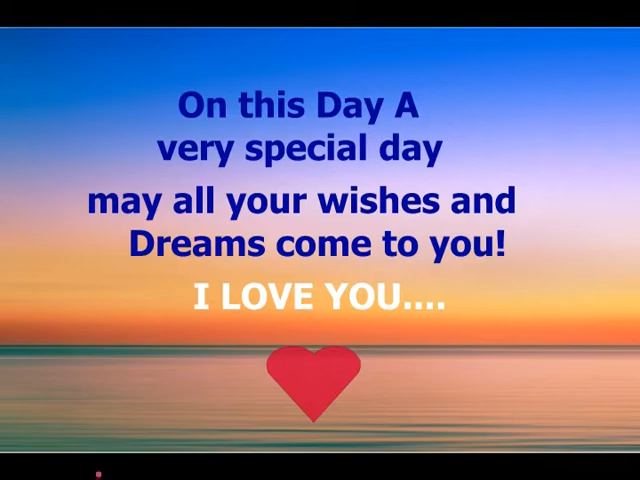 On this Day A
very special day
may all your wishes and
Dreams come to you!
I LOVE YOU....